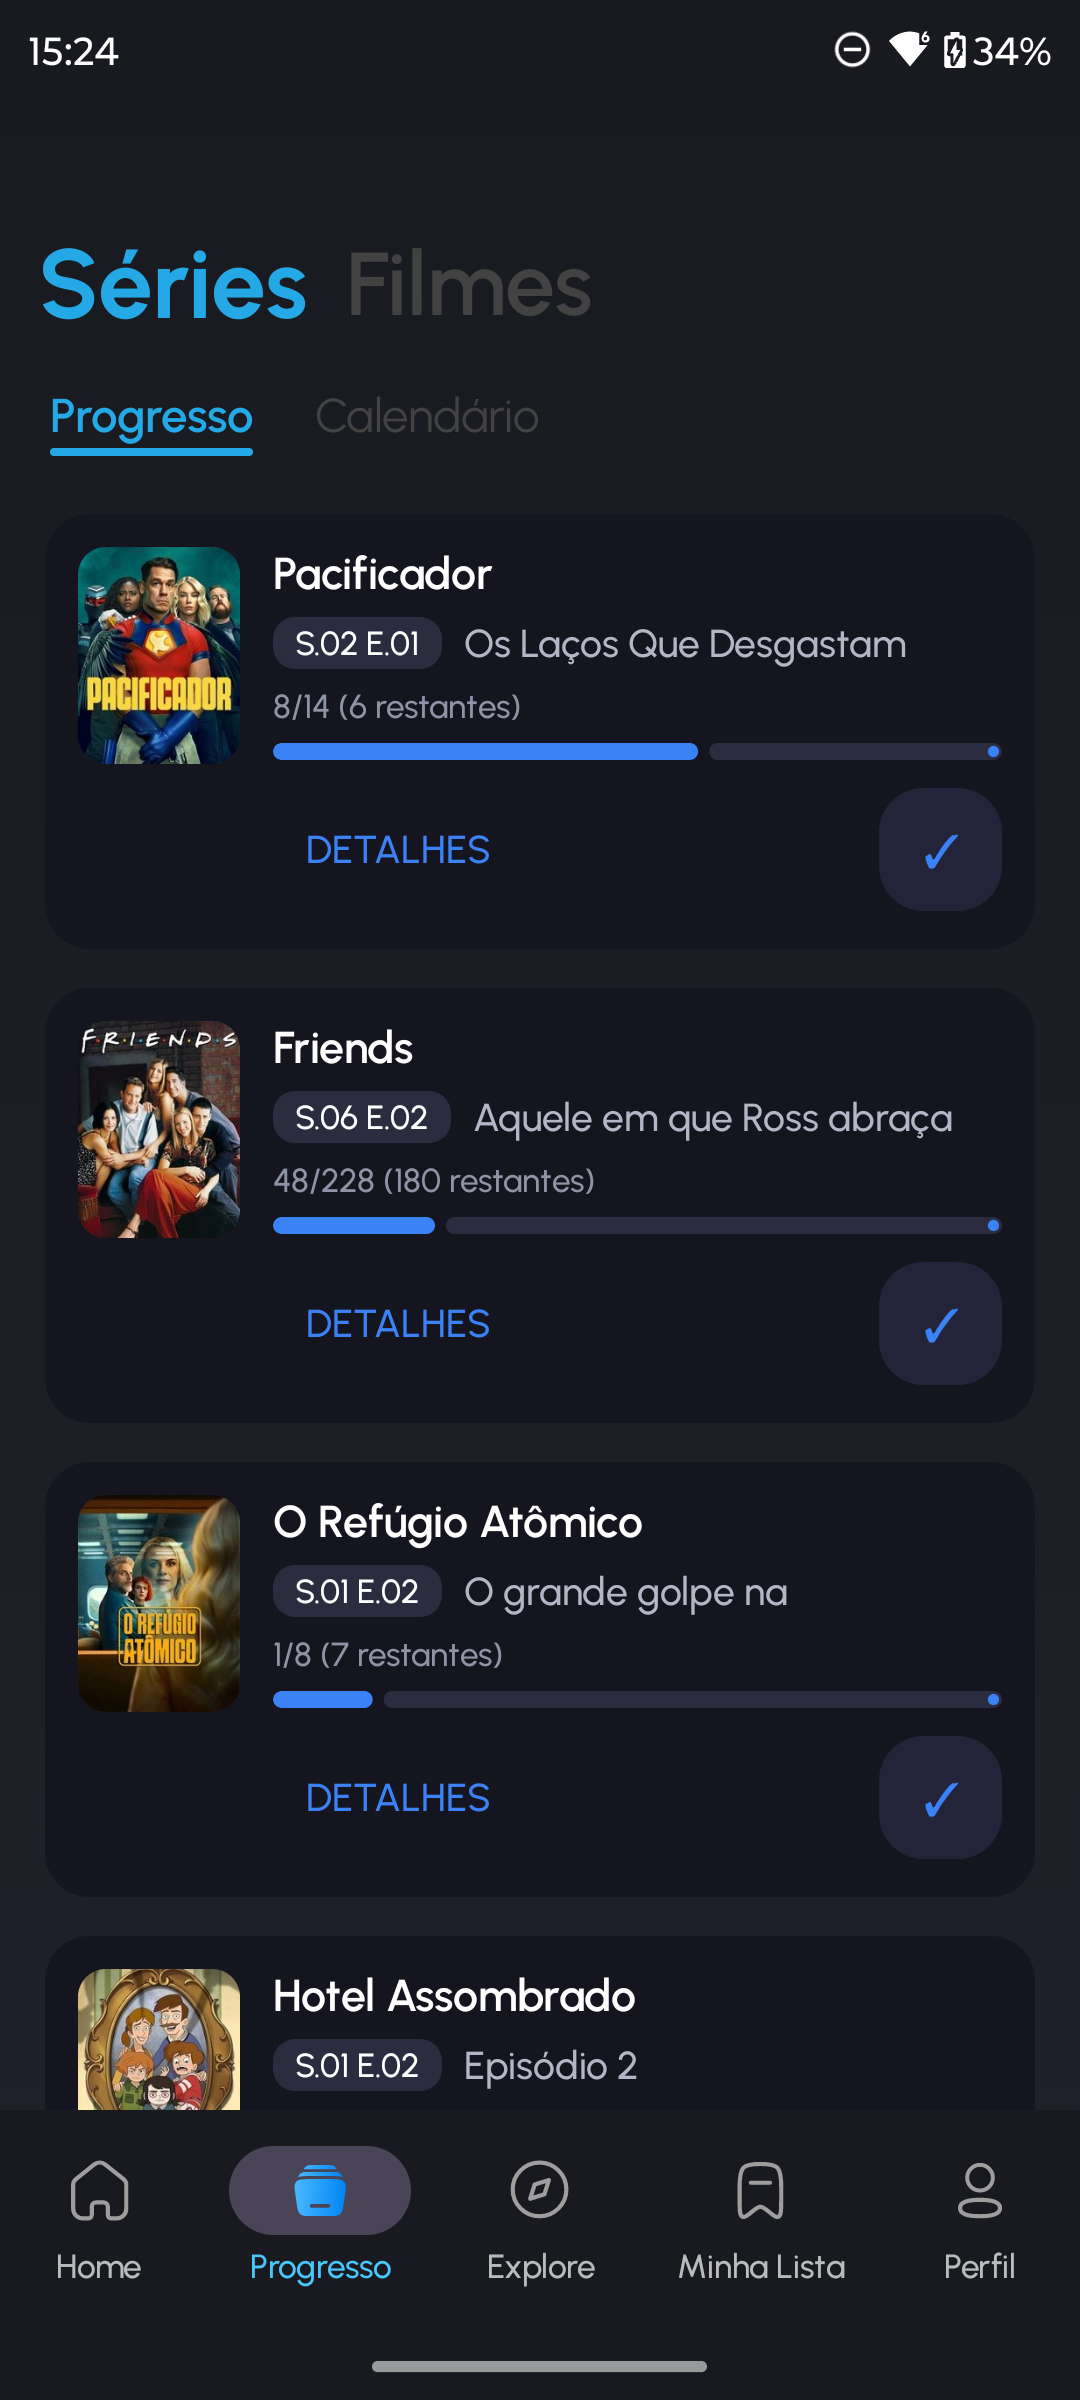 15:24
6 34%
Séries Filmes
Progresso Calendário
PACIFICADOR
Pacificador
S.02 E.01 Os Laços Que Desgastam
8/14 (6 restantes)
DETALHES
✓
F·R·I·E·N·D·S
Friends
S.06 E.02 Aquele em que Ross abraça
48/228 (180 restantes)
DETALHES
✓
O REFÚGIO
ATÔMICO
O Refúgio Atômico
S.01 E.02 O grande golpe na
1/8 (7 restantes)
DETALHES
✓
Hotel Assombrado
S.01 E.02 Episódio 2
Home Progresso Explore Minha Lista Perfil